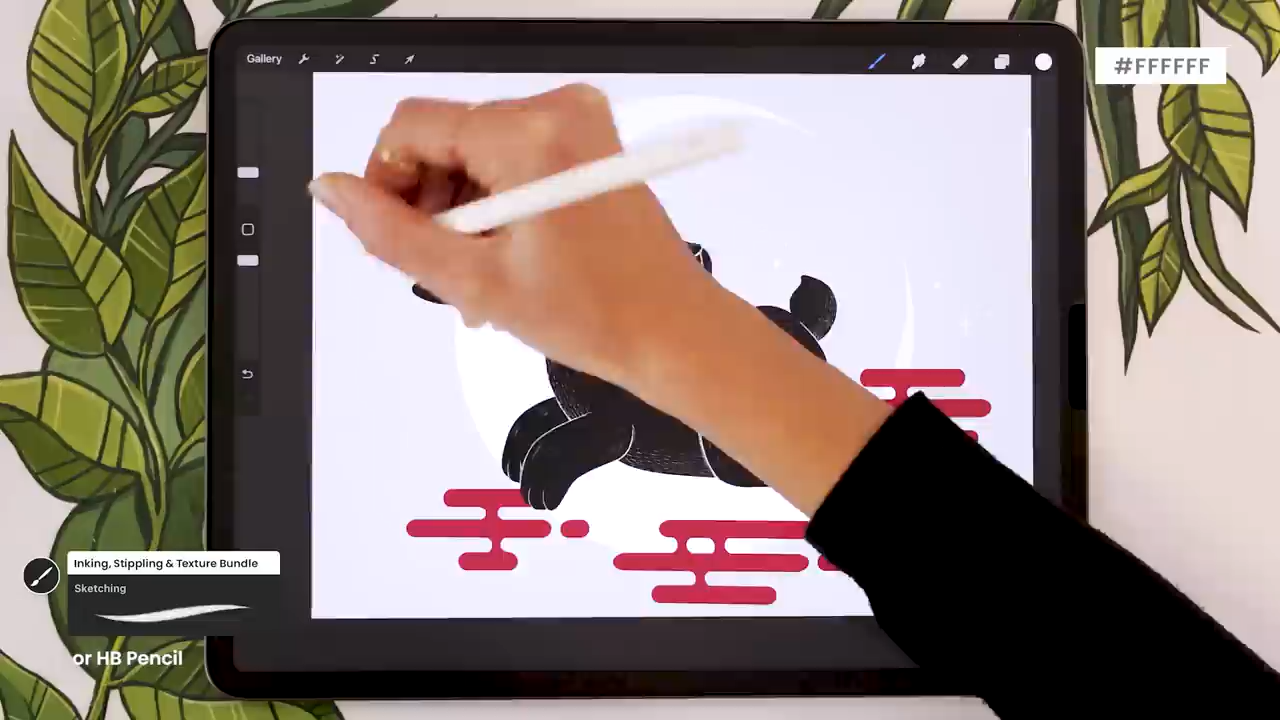 Gallery
#FFFFFF
Inking, Stippling & Texture Bundle
Sketching
or HB Pencil